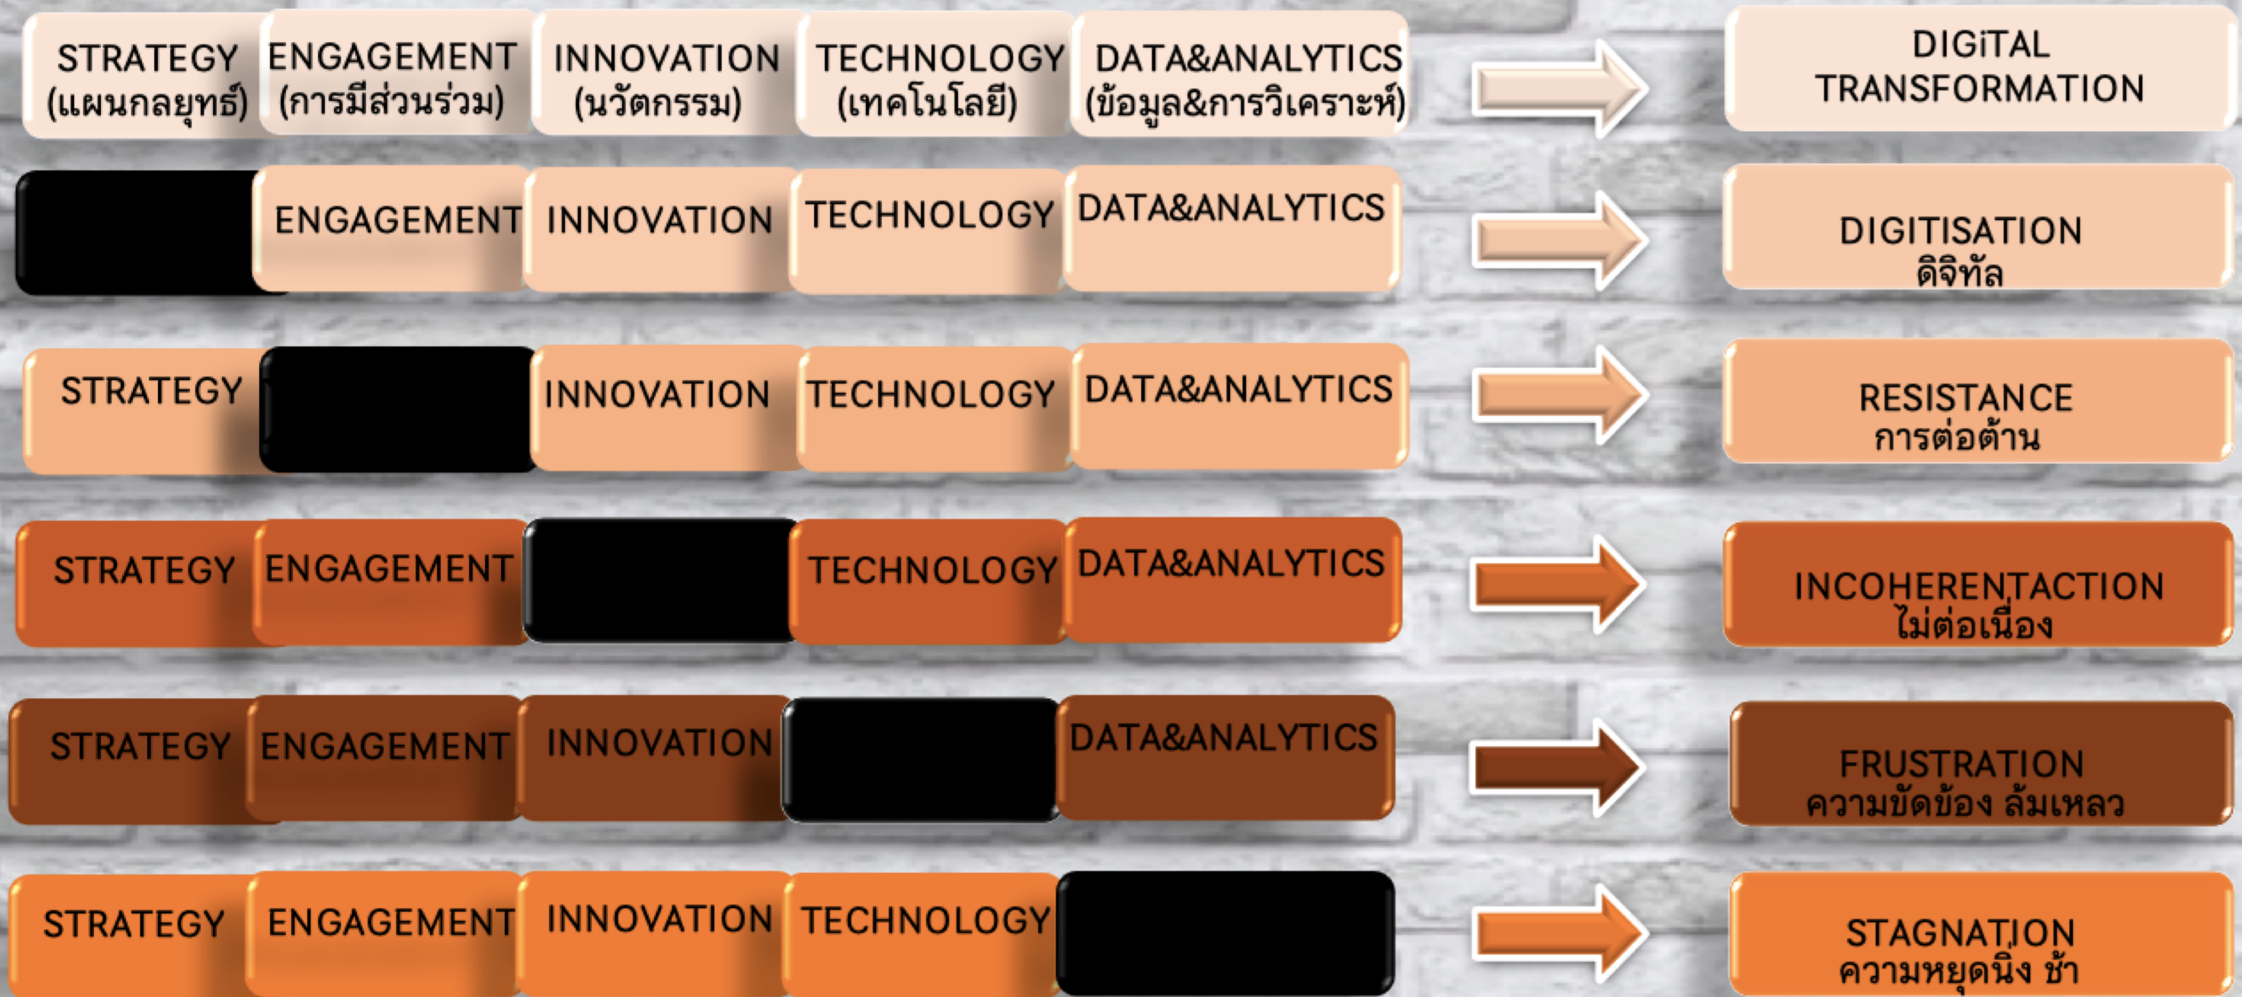 STRATEGY
(แผนกลยุทธ์)
ENGAGEMENT
(การมีส่วนร่วม)
INNOVATION
(นวัตกรรม)
TECHNOLOGY
(เทคโนโลยี)
DATA&ANALYTICS
(ข้อมูล&การวิเคราะห์)
DIGiTAL
TRANSFORMATION
ENGAGEMENT
INNOVATION
TECHNOLOGY
DATA&ANALYTICS
DIGITISATION
ดิจิทัล
STRATEGY
INNOVATION
TECHNOLOGY
DATA&ANALYTICS
RESISTANCE
การต่อต้าน
STRATEGY
ENGAGEMENT
TECHNOLOGY
DATA&ANALYTICS
INCOHERENTACTION
ไม่ต่อเนื่อง
STRATEGY
ENGAGEMENT
INNOVATION
DATA&ANALYTICS
FRUSTRATION
ความขัดข้อง ล้มเหลว
STRATEGY
ENGAGEMENT
INNOVATION
TECHNOLOGY
STAGNATION
ความหยุดนิ่ง ช้า